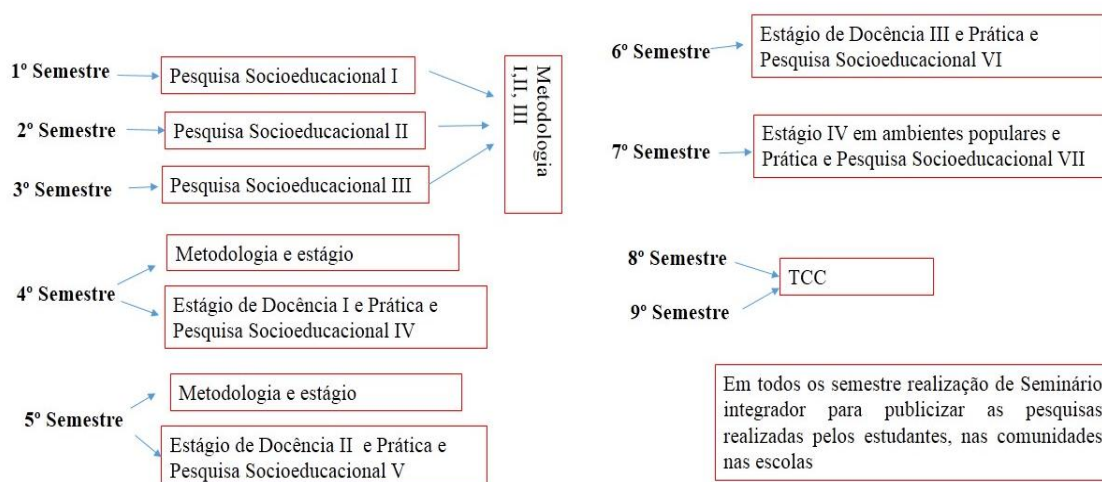 1º Semestre
Pesquisa Socioeducacional I
2º Semestre
Pesquisa Socioeducacional II
3º Semestre
Pesquisa Socioeducacional III
Metodologia
I,II, III
4º Semestre
Metodologia e estágio
Estágio de Docência I e Prática e
Pesquisa Socioeducacional IV
5º Semestre
Metodologia e estágio
Estágio de Docência II e Prática e
Pesquisa Socioeducacional V
6º Semestre
Estágio de Docência III e Prática e
Pesquisa Socioeducacional VI
7º Semestre
Estágio IV em ambientes populares e
Prática e Pesquisa Socioeducacional VII
8º Semestre
9º Semestre
TCC
Em todos os semestre realização de Seminário
integrador para publicizar as pesquisas
realizadas pelos estudantes, nas comunidades
nas escolas